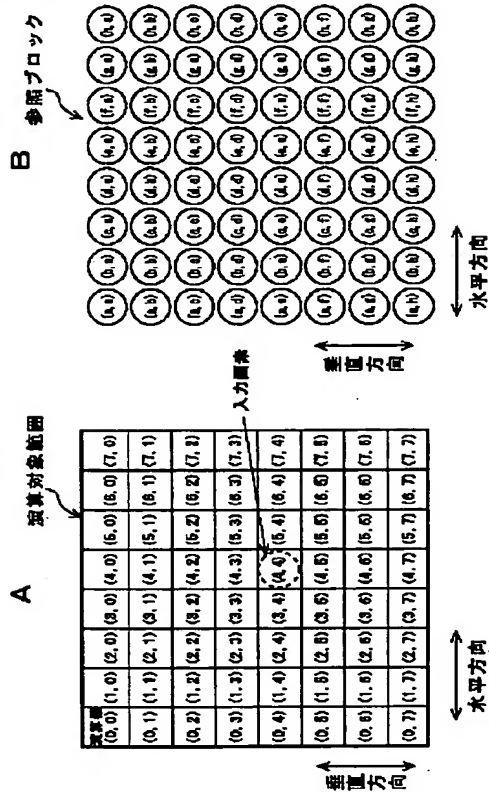 A
演算対象範囲
演算値
(0, 0) (1, 0) (2, 0) (3, 0) (4, 0) (5, 0) (6, 0) (7, 0)
(0, 1) (1, 1) (2, 1) (3, 1) (4, 1) (5, 1) (6, 1) (7, 1)
(0, 2) (1, 2) (2, 2) (3, 2) (4, 2) (5, 2) (6, 2) (7, 2)
(0, 3) (1, 3) (2, 3) (3, 3) (4, 3) (5, 3) (6, 3) (7, 3)
(0, 4) (1, 4) (2, 4) (3, 4) (4, 4) (5, 4) (6, 4) (7, 4)
(0, 5) (1, 5) (2, 5) (3, 5) (4, 5) (5, 5) (6, 5) (7, 5)
(0, 6) (1, 6) (2, 6) (3, 6) (4, 6) (5, 6) (6, 6) (7, 6)
(0, 7) (1, 7) (2, 7) (3, 7) (4, 7) (5, 7) (6, 7) (7, 7)
入力画素
垂直方向
水平方向
B
参照ブロック
(a, a) (b, a) (c, a) (d, a) (e, a) (f, a) (g, a) (h, a)
(a, b) (b, b) (c, b) (d, b) (e, b) (f, b) (g, b) (h, b)
(a, c) (b, c) (c, c) (d, c) (e, c) (f, c) (g, c) (h, c)
(a, d) (b, d) (c, d) (d, d) (e, d) (f, d) (g, d) (h, d)
(a, e) (b, e) (c, e) (d, e) (e, e) (f, e) (g, e) (h, e)
(a, f) (b, f) (c, f) (d, f) (e, f) (f, f) (g, f) (h, f)
(a, g) (b, g) (c, g) (d, g) (e, g) (f, g) (g, g) (h, g)
(a, h) (b, h) (c, h) (d, h) (e, h) (f, h) (g, h) (h, h)
垂直方向
水平方向